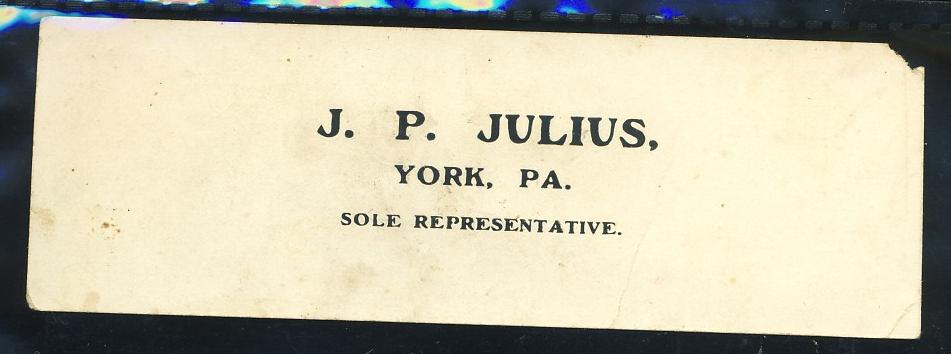 J. P. JULIUS,
YORK, PA.
SOLE REPRESENTATIVE.